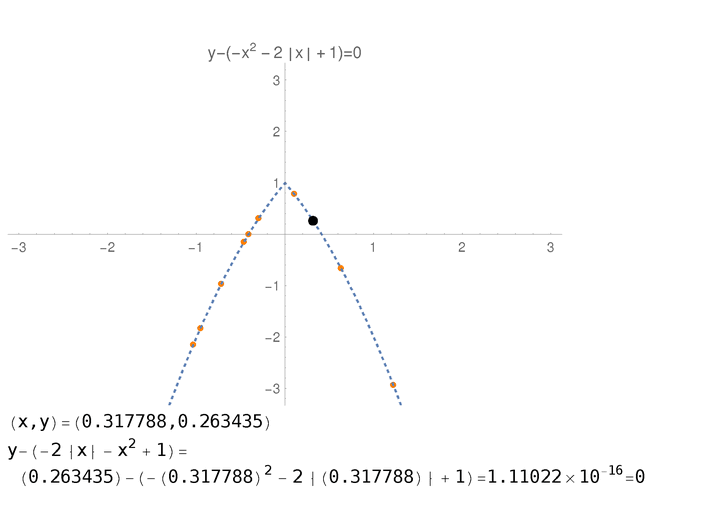 y−(−x² − 2 |x| + 1)=0
3
2
1
−3 −2 −1 1 2 3
−1
−2
−3
(x,y)=(0.317788,0.263435)
y−(−2 |x| − x² + 1)=
(0.263435)−(−(0.317788)² − 2 |(0.317788)| + 1)=1.11022×10⁻¹⁶=0